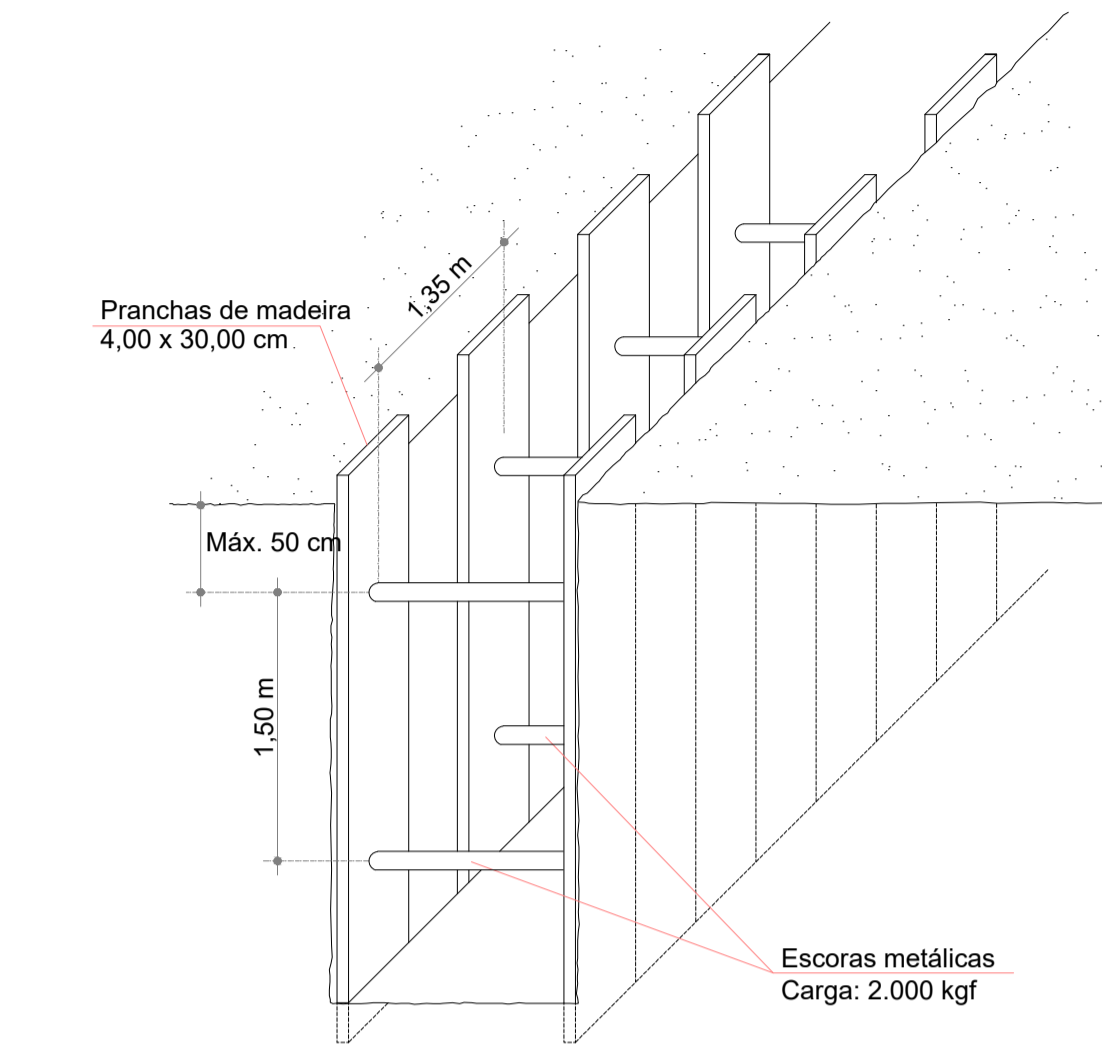 1,35 m
Pranchas de madeira
4,00 x 30,00 cm
Máx. 50 cm
1,50 m
Escoras metálicas
Carga: 2.000 kgf